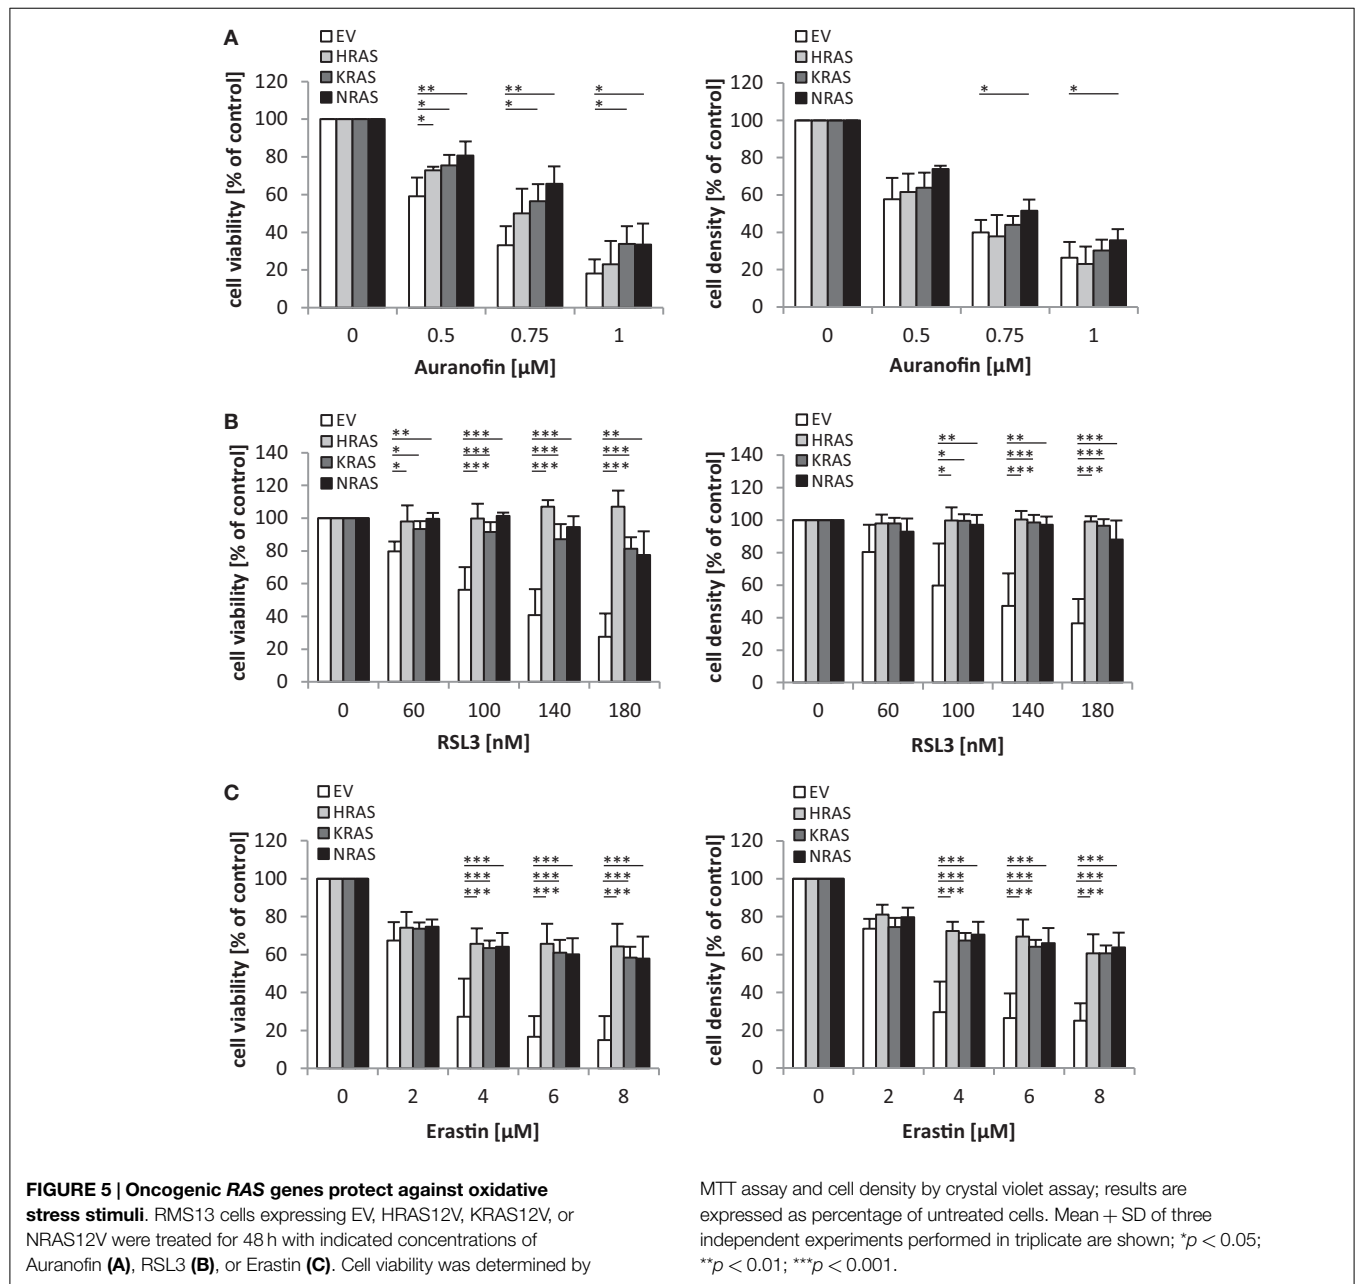 A
EV
HRAS
KRAS
NRAS
cell viability [% of control]
120
100
80
60
40
20
0
** ** *
* * *
*
0 0.5 0.75 1
Auranofin [µM]
EV
HRAS
KRAS
NRAS
cell density [% of control]
120
100
80
60
40
20
0
* *
0 0.5 0.75 1
Auranofin [µM]
B
EV
HRAS
KRAS
NRAS
cell viability [% of control]
140
120
100
80
60
40
20
0
** *** *** **
* *** *** ***
* *** *** ***
0 60 100 140 180
RSL3 [nM]
EV
HRAS
KRAS
NRAS
cell density [% of control]
140
120
100
80
60
40
20
0
** ** ***
* *** ***
* *** ***
0 60 100 140 180
RSL3 [nM]
C
EV
HRAS
KRAS
NRAS
cell viability [% of control]
120
100
80
60
40
20
0
*** *** ***
*** *** ***
*** *** ***
0 2 4 6 8
Erastin [µM]
EV
HRAS
KRAS
NRAS
cell density [% of control]
120
100
80
60
40
20
0
*** *** ***
*** *** ***
*** *** ***
0 2 4 6 8
Erastin [µM]
FIGURE 5 | Oncogenic RAS genes protect against oxidative
stress stimuli. RMS13 cells expressing EV, HRAS12V, KRAS12V, or
NRAS12V were treated for 48 h with indicated concentrations of
Auranofin (A), RSL3 (B), or Erastin (C). Cell viability was determined by
MTT assay and cell density by crystal violet assay; results are
expressed as percentage of untreated cells. Mean + SD of three
independent experiments performed in triplicate are shown; *p < 0.05;
**p < 0.01; ***p < 0.001.